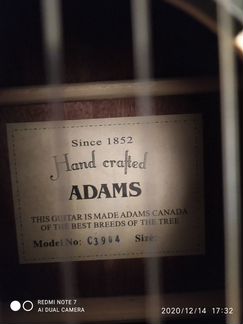 Since 1852
Hand crafted
ADAMS
THIS GUITAR IS MADE ADAMS CANADA
OF THE BEST BREEDS OF THE TREE
Model No: C3904 Size:
REDMI NOTE 7
AI DUAL CAMERA
2020/12/14 17:32